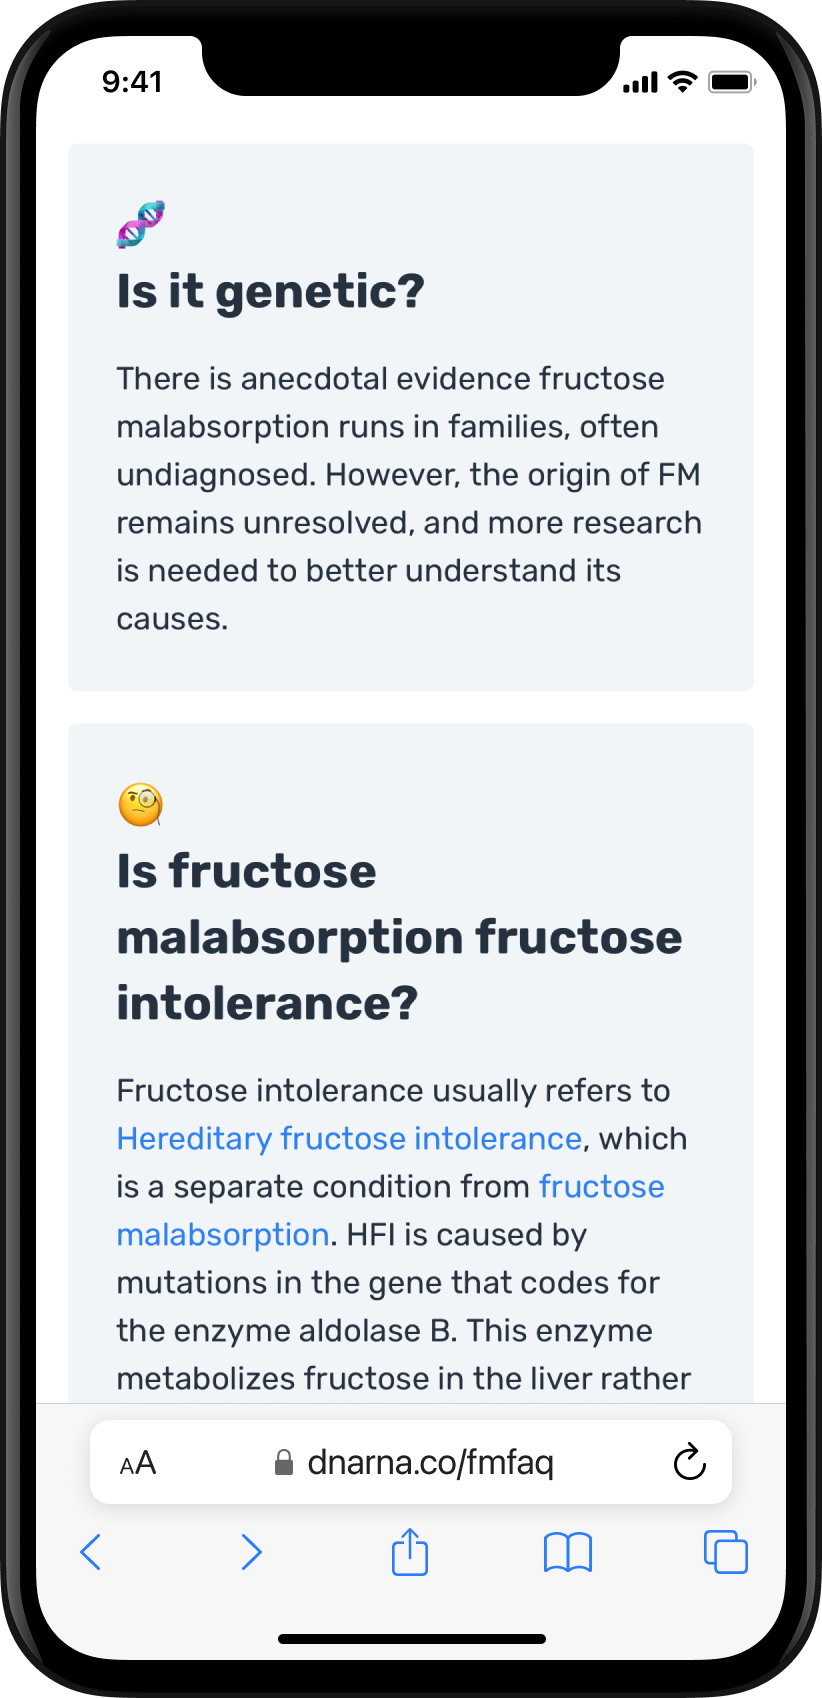 9:41
Is it genetic?
There is anecdotal evidence fructose
malabsorption runs in families, often
undiagnosed. However, the origin of FM
remains unresolved, and more research
is needed to better understand its
causes.
Is fructose
malabsorption fructose
intolerance?
Fructose intolerance usually refers to
Hereditary fructose intolerance, which
is a separate condition from fructose
malabsorption. HFI is caused by
mutations in the gene that codes for
the enzyme aldolase B. This enzyme
metabolizes fructose in the liver rather
AA dnarna.co/fmfaq